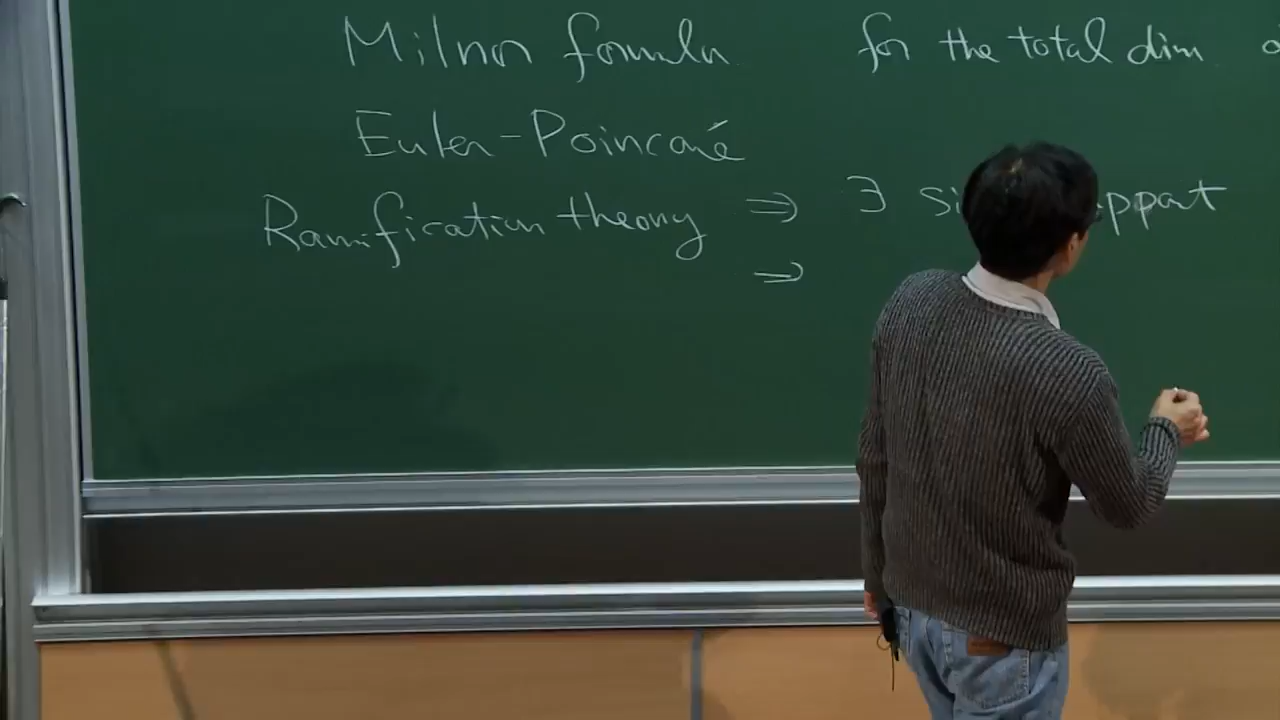 Milnor formula for the total dim
Euler-Poincaré
Ramification theory ⇒ ∃
⇒